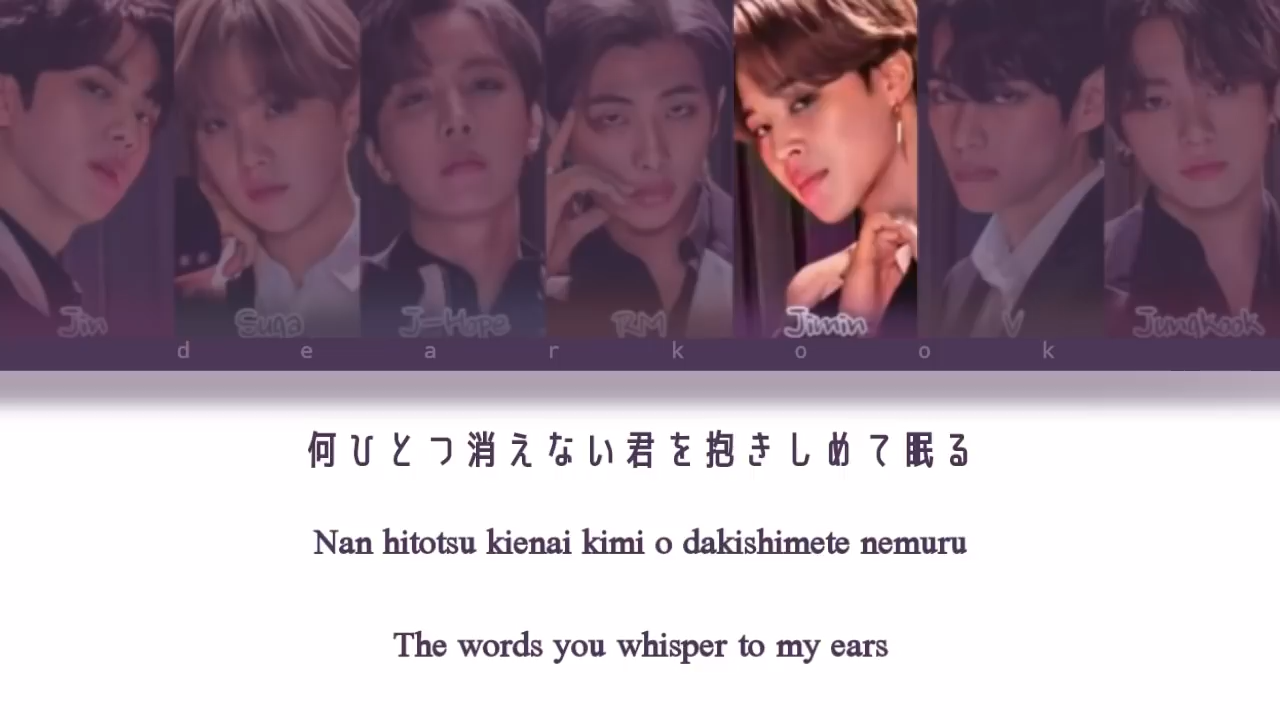 Jin Suga J-Hope RM Jimin V Jungkook
d e a r k o o k
何ひとつ消えない君を抱きしめて眠る
Nan hitotsu kienai kimi o dakishimete nemuru
The words you whisper to my ears